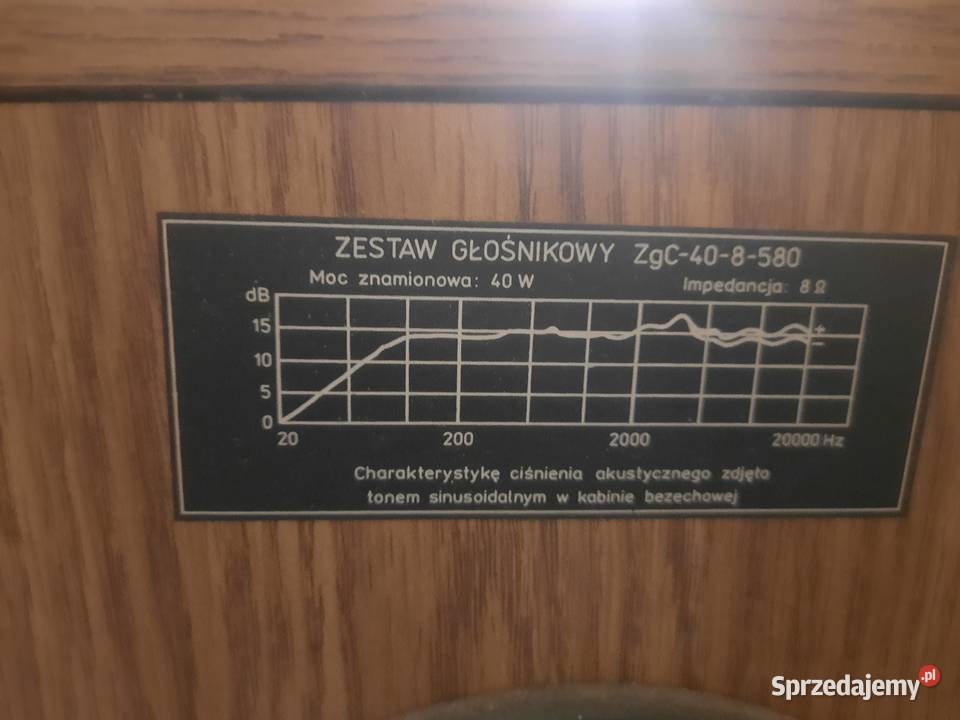 ZESTAW GŁOŚNIKOWY ZgC-40-8-580
Moc znamionowa: 40 W Impedancja: 8 Ω
dB
15
10
5
0
+
−
20 200 2000 20000 Hz
Charakterystykę ciśnienia akustycznego zdjęto
tonem sinusoidalnym w kabinie bezechowej
Sprzedajemy.pl